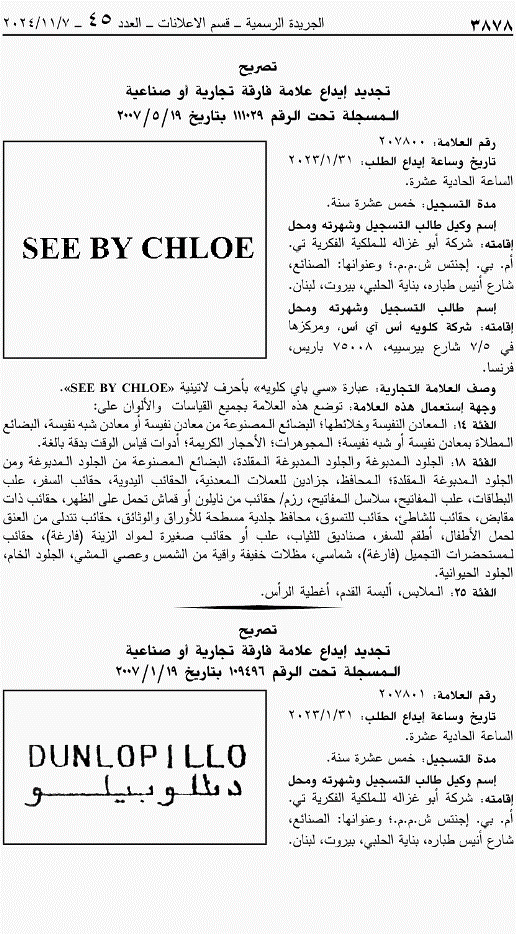 ٣٨٧٨
الجريدة الرسمية ـ قسم الاعلانات ـ العدد ٤٥ ـ ٢٠٢٤/١١/٧
تصريح
تجديد إيداع علامة فارقة تجارية أو صناعية
المسجلة تحت الرقم ١١١٠٢٩ بتاريخ ٢٠٠٧/٥/١٩
رقم العلامة: ٢٠٧٨٠٠
تاريخ وساعة إيداع الطلب: ٢٠٢٣/١/٣١
الساعة الحادية عشرة.
مدة التسجيل: خمس عشرة سنة.
إسم وكيل طالب التسجيل وشهرته ومحل
إقامته: شركة أبو غزاله للملكية الفكرية تي.
أم. بي. إجنتس ش.م.م.؛ وعنوانها: الصنائع،
شارع أنيس طباره، بناية الحلبي، بيروت، لبنان.
إسم طالب التسجيل وشهرته ومحل
إقامته: شركة كلويه أس آي أس، ومركزها
في ٧/٥ شارع بيرسييه، ٧٥٠٠٨ باريس،
فرنسا.
SEE BY CHLOE
وصف العلامة التجارية: عبارة «سي باي كلويه» بأحرف لاتينية «SEE BY CHLOE».
وجهة إستعمال هذه العلامة: توضع هذه العلامة بجميع القياسات والألوان على:
الفئة ١٤: المعادن النفيسة وخلائطها؛ البضائع المصنوعة من معادن نفيسة أو معادن شبه نفيسة، البضائع
المطلاة بمعادن نفيسة أو شبه نفيسة؛ المجوهرات؛ الأحجار الكريمة؛ أدوات قياس الوقت بدقة بالغة.
الفئة ١٨: الجلود المدبوغة والجلود المدبوغة المقلدة، البضائع المصنوعة من الجلود المدبوغة ومن
الجلود المدبوغة المقلدة؛ المحافظ، جزادين للعملات المعدنية، الحقائب اليدوية، حقائب السفر، علب
البطاقات، علب المفاتيح، سلاسل المفاتيح، رزم/ حقائب من نايلون أو قماش تحمل على الظهر، حقائب ذات
مقابض، حقائب للشاطئ، حقائب للتسوق، محافظ جلدية مسطحة للأوراق والوثائق، حقائب تتدلى من العنق
لحمل الأطفال، أطقم للسفر، صناديق للثياب، علب أو حقائب صغيرة لمواد الزينة (فارغة)، حقائب
لمستحضرات التجميل (فارغة)، شماسي، مظلات خفيفة واقية من الشمس وعصي المشي، الجلود الخام،
الجلود الحيوانية.
الفئة ٢٥: الملابس، ألبسة القدم، أغطية الرأس.
تصريح
تجديد إيداع علامة فارقة تجارية أو صناعية
المسجلة تحت الرقم ١٠٩٤٩٦ بتاريخ ٢٠٠٧/١/١٩
رقم العلامة: ٢٠٧٨٠١
تاريخ وساعة إيداع الطلب: ٢٠٢٣/١/٣١
الساعة الحادية عشرة.
مدة التسجيل: خمس عشرة سنة.
إسم وكيل طالب التسجيل وشهرته ومحل
إقامته: شركة أبو غزاله للملكية الفكرية تي.
أم. بي. إجنتس ش.م.م.؛ وعنوانها: الصنائع،
شارع أنيس طباره، بناية الحلبي، بيروت، لبنان.
DUNLOPILLO
دنلوبيلو